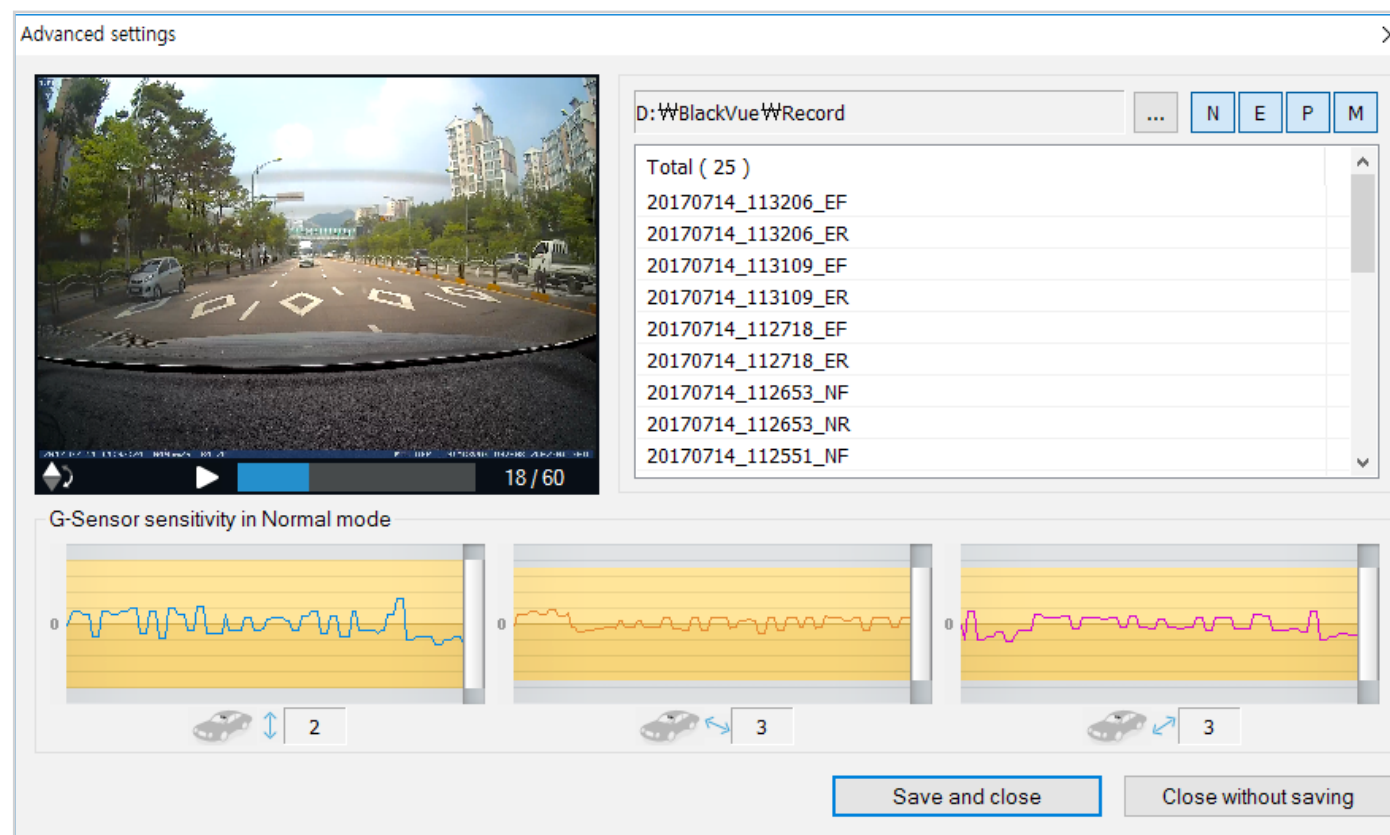 Advanced settings
D:₩BlackVue₩Record
...
N
E
P
M
Total ( 25 )
20170714_113206_EF
20170714_113206_ER
20170714_113109_EF
20170714_113109_ER
20170714_112718_EF
20170714_112718_ER
20170714_112653_NF
20170714_112653_NR
20170714_112551_NF
18 / 60
G-Sensor sensitivity in Normal mode
0
0
0
2
3
3
Save and close
Close without saving